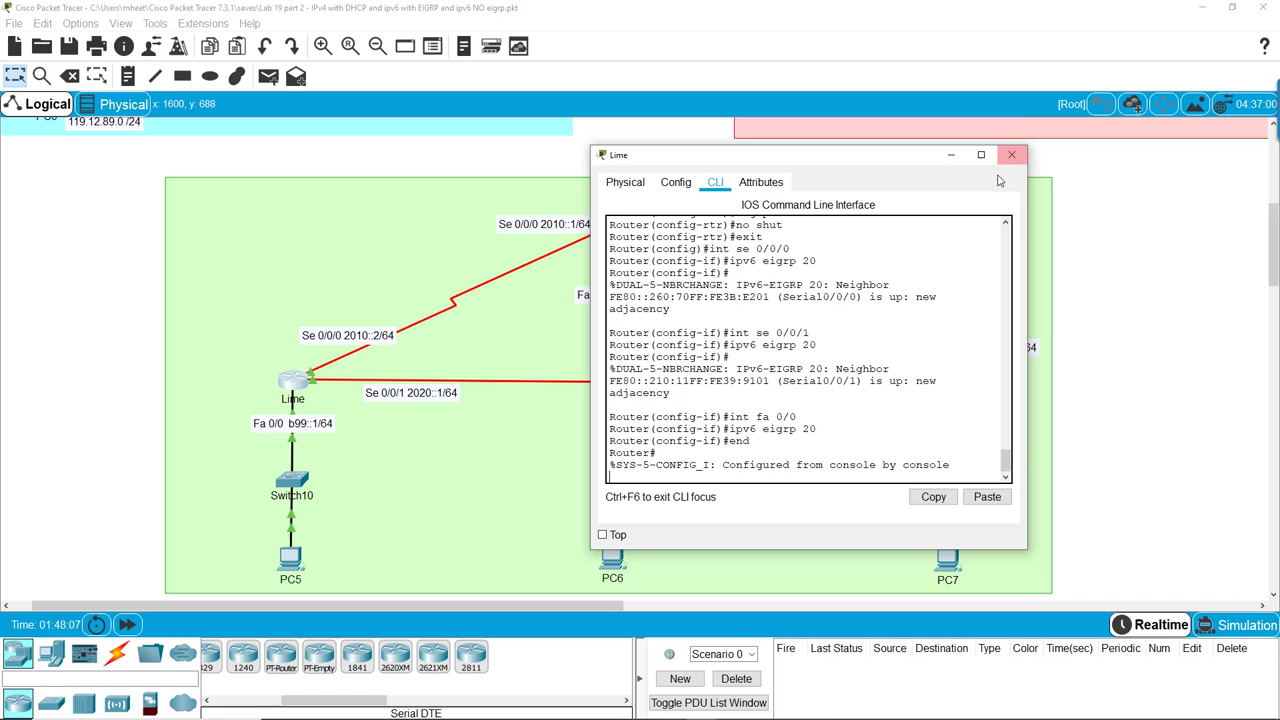 Cisco Packet Tracer - C:\Users\mheat\Cisco Packet Tracer 7.3.1\saves\Lab 19 part 2 - IPv4 with DHCP and ipv6 with EIGRP and ipv6 NO eigrp.pkt
File Edit Options View Tools Extensions Help
Logical Physical x: 1600, y: 688 [Root] 04:37:00
119.12.89.0 /24
Se 0/0/0 2010::1/64
Fa
Se 0/0/0 2010::2/64
64
Lime
Se 0/0/1 2020::1/64
Fa 0/0 b99::1/64
Switch10
PC5
PC6
PC7
Lime
Physical Config CLI Attributes
IOS Command Line Interface
Router(config-rtr)#no shut
Router(config-rtr)#exit
Router(config)#int se 0/0/0
Router(config-if)#ipv6 eigrp 20
Router(config-if)#
%DUAL-5-NBRCHANGE: IPv6-EIGRP 20: Neighbor
FE80::260:70FF:FE3B:E201 (Serial0/0/0) is up: new
adjacency
Router(config-if)#int se 0/0/1
Router(config-if)#ipv6 eigrp 20
Router(config-if)#
%DUAL-5-NBRCHANGE: IPv6-EIGRP 20: Neighbor
FE80::210:11FF:FE39:9101 (Serial0/0/1) is up: new
adjacency
Router(config-if)#int fa 0/0
Router(config-if)#ipv6 eigrp 20
Router(config-if)#end
Router#
%SYS-5-CONFIG_I: Configured from console by console
Ctrl+F6 to exit CLI focus Copy Paste
Top
Time: 01:48:07 Realtime Simulation
329 1240 PT-Router PT-Empty 1841 2620XM 2621XM 2811
Serial DTE
Scenario 0
New Delete
Toggle PDU List Window
Fire Last Status Source Destination Type Color Time(sec) Periodic Num Edit Delete